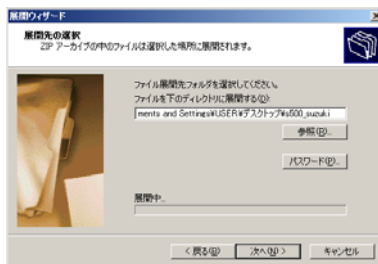 展開ウィザード
展開先の選択
ZIP アーカイブの中のファイルは選択した場所に展開されます。
ファイル展開先フォルダを選択してください。
ファイルを下のディレクトリに展開する(D):
ments and Settings¥USER¥デスクトップ¥s600_suzuki
参照(R)...
パスワード(P)...
展開中...
< 戻る(B)
次へ(N) >
キャンセル